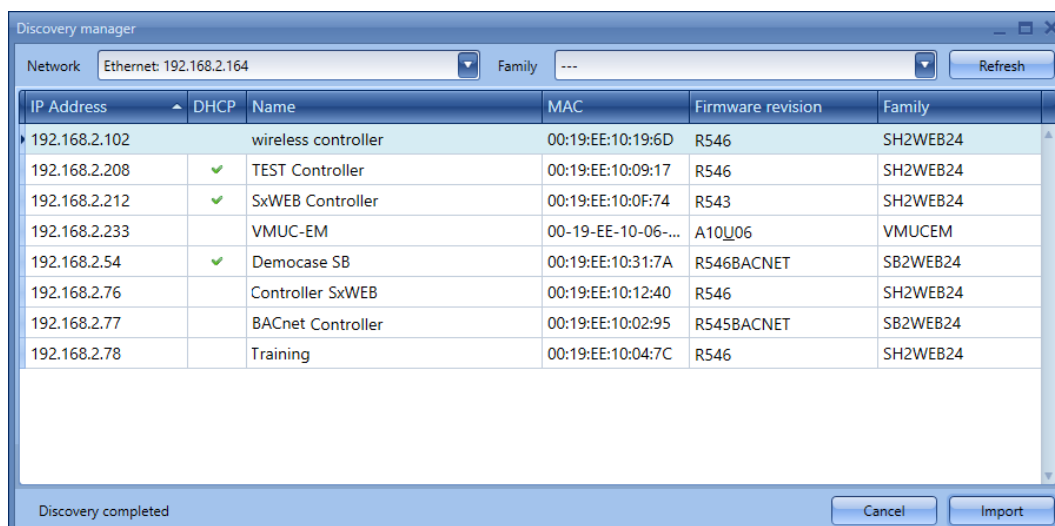 Discovery manager
Network Ethernet: 192.168.2.164 Family --- Refresh
IP Address DHCP Name MAC Firmware revision Family
192.168.2.102 wireless controller 00:19:EE:10:19:6D R546 SH2WEB24
192.168.2.208 TEST Controller 00:19:EE:10:09:17 R546 SH2WEB24
192.168.2.212 SxWEB Controller 00:19:EE:10:0F:74 R543 SH2WEB24
192.168.2.233 VMUC-EM 00-19-EE-10-06-... A10U06 VMUCEM
192.168.2.54 Democase SB 00:19:EE:10:31:7A R546BACNET SB2WEB24
192.168.2.76 Controller SxWEB 00:19:EE:10:12:40 R546 SH2WEB24
192.168.2.77 BACnet Controller 00:19:EE:10:02:95 R545BACNET SB2WEB24
192.168.2.78 Training 00:19:EE:10:04:7C R546 SH2WEB24
Discovery completed Cancel Import